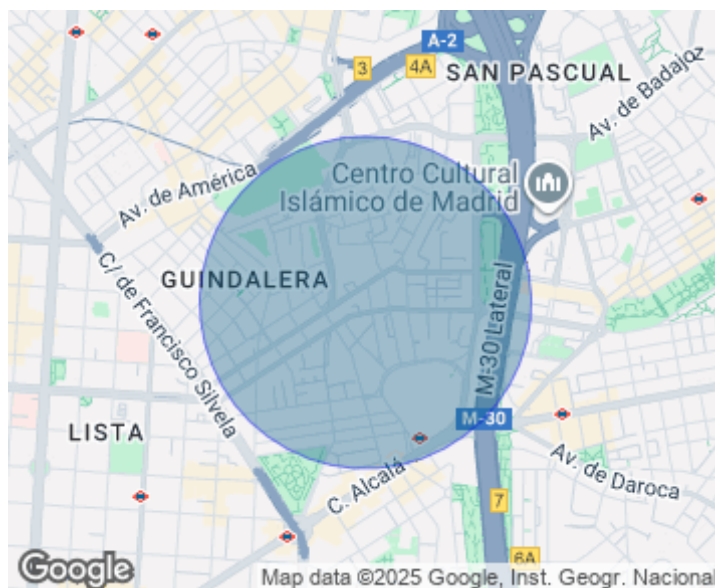 A-2
3
4A
SAN PASCUAL
Av. de Badajoz
Centro Cultural
Islámico de Madrid
Av. de América
GUINDALERA
C/ de Francisco Silvela
M-30 Lateral
LISTA
M-30
C. Alcalá
Av. de Daroca
7
6A
Google
Map data ©2025 Google, Inst. Geogr. Nacional